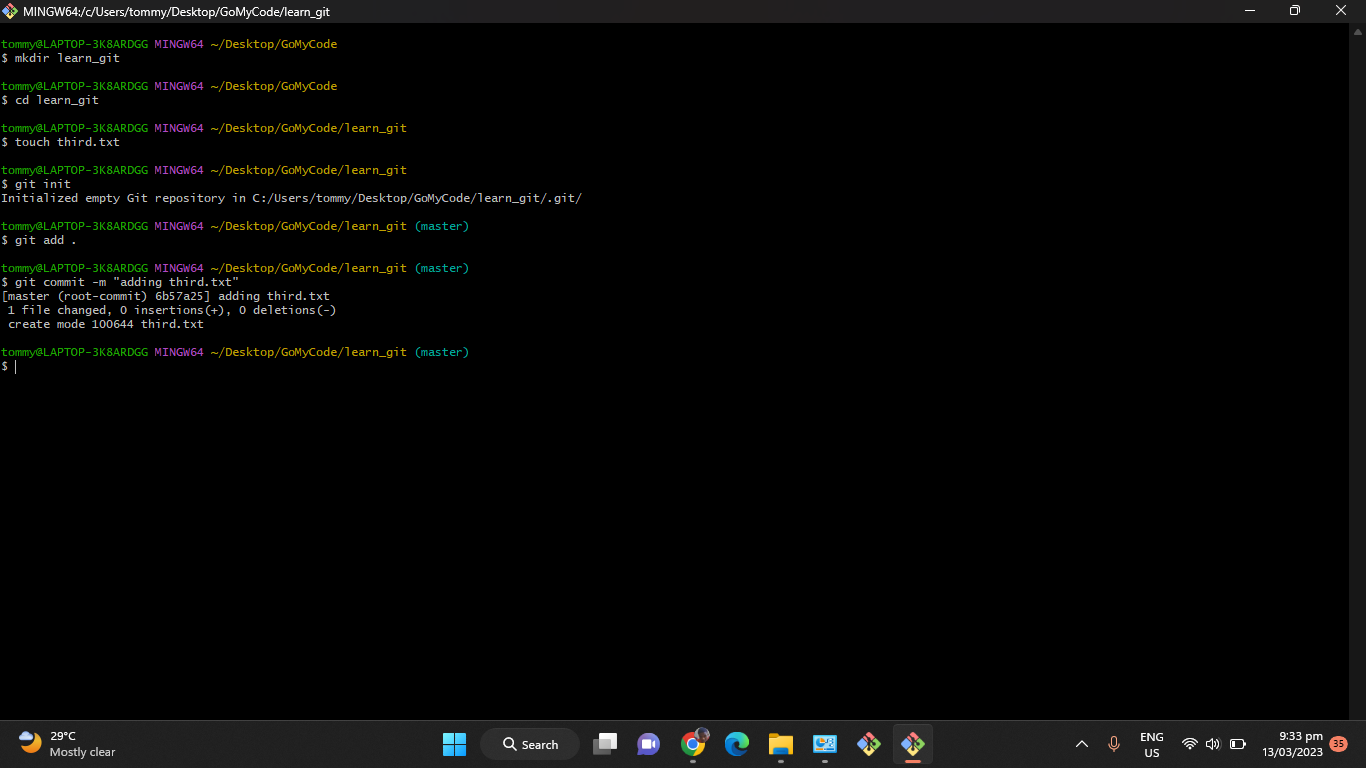 MINGW64:/c/Users/tommy/Desktop/GoMyCode/learn_git
tommy@LAPTOP-3K8ARDGG MINGW64 ~/Desktop/GoMyCode
$ mkdir learn_git
tommy@LAPTOP-3K8ARDGG MINGW64 ~/Desktop/GoMyCode
$ cd learn_git
tommy@LAPTOP-3K8ARDGG MINGW64 ~/Desktop/GoMyCode/learn_git
$ touch third.txt
tommy@LAPTOP-3K8ARDGG MINGW64 ~/Desktop/GoMyCode/learn_git
$ git init
Initialized empty Git repository in C:/Users/tommy/Desktop/GoMyCode/learn_git/.git/
tommy@LAPTOP-3K8ARDGG MINGW64 ~/Desktop/GoMyCode/learn_git (master)
$ git add .
tommy@LAPTOP-3K8ARDGG MINGW64 ~/Desktop/GoMyCode/learn_git (master)
$ git commit -m "adding third.txt"
[master (root-commit) 6b57a25] adding third.txt
 1 file changed, 0 insertions(+), 0 deletions(-)
 create mode 100644 third.txt
tommy@LAPTOP-3K8ARDGG MINGW64 ~/Desktop/GoMyCode/learn_git (master)
$
29°C
Mostly clear
Search
ENG
US
9:33 pm
13/03/2023
35